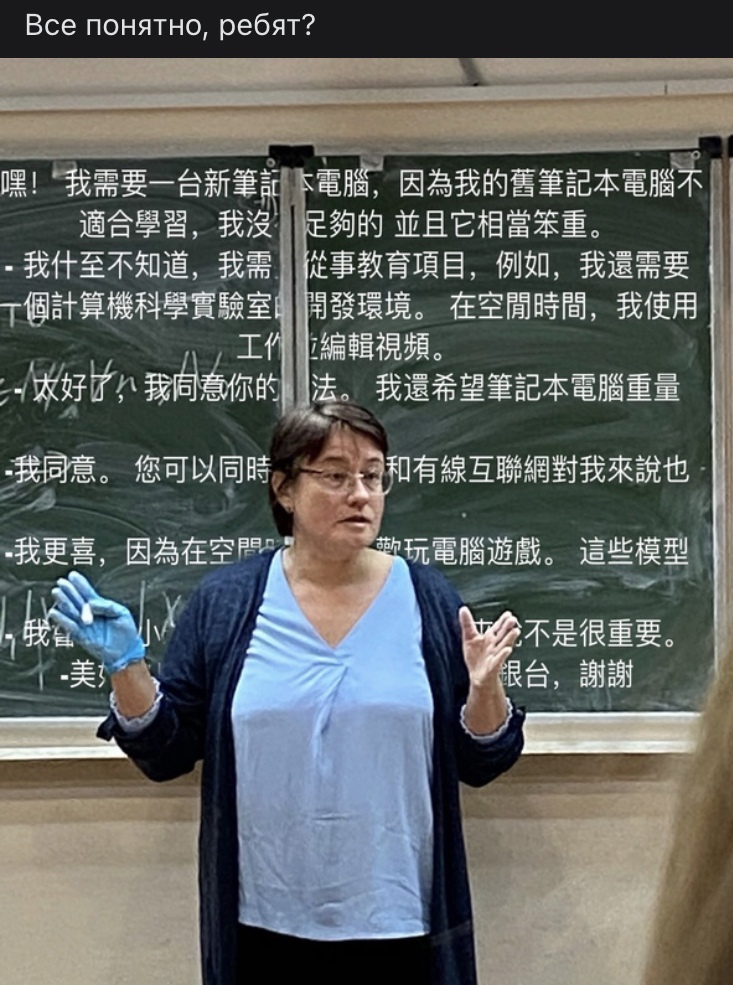 Все понятно, ребят?
嘿! 我需要一台新筆記本電腦，因為我的舊筆記本電腦不
適合學習，我沒 足夠的 並且它相當笨重。
- 我什至不知道，我需 從事教育項目，例如，我還需要
一個計算機科學實驗室 開發環境。 在空閒時間，我使用
工作 編輯視頻。
- 太好了，我同意你的 法。 我還希望筆記本電腦重量
-我同意。 您可以同時 和有線互聯網對我來說也
-我更喜，因為在空閒 歡玩電腦遊戲。 這些模型
- 我 小 來說不是很重要。
-美 銀台，謝謝